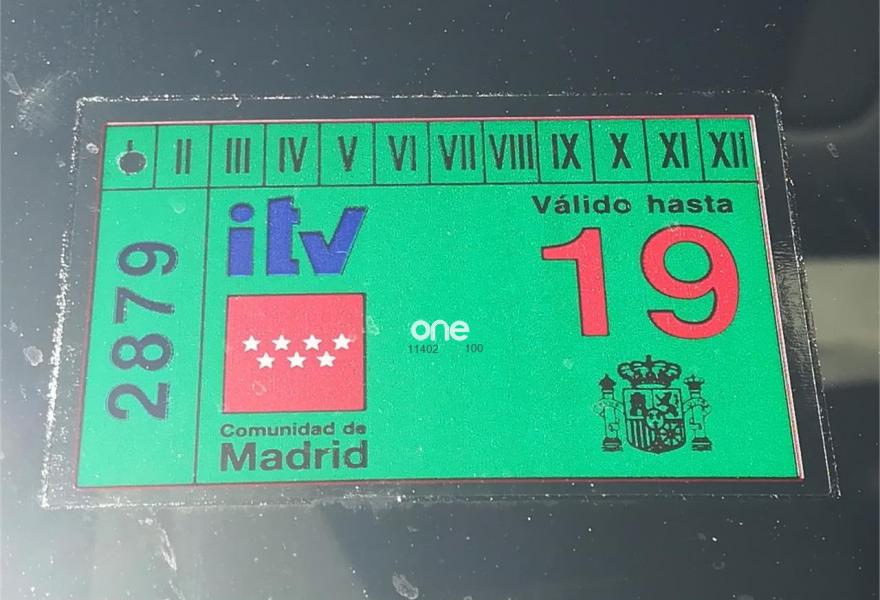 I II III IV V VI VII VIII IX X XI XII
itv
Válido hasta
19
2879
one
11402 100
Comunidad de
Madrid